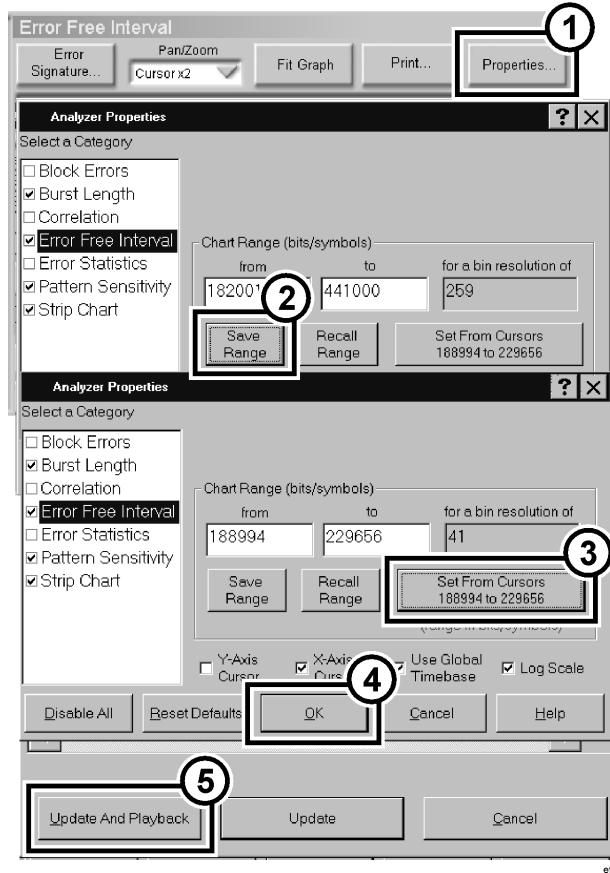 Error Free Interval
1
Error Signature...
Pan/Zoom
Cursor x2
Fit Graph
Print...
Properties...
Analyzer Properties
Select a Category
Block Errors
Burst Length
Correlation
Error Free Interval
Error Statistics
Pattern Sensitivity
Strip Chart
Chart Range (bits/symbols)
from
to
for a bin resolution of
182001
441000
259
2
Save Range
Recall Range
Set From Cursors
188994 to 229656
Analyzer Properties
Select a Category
Block Errors
Burst Length
Correlation
Error Free Interval
Error Statistics
Pattern Sensitivity
Strip Chart
Chart Range (bits/symbols)
from
to
for a bin resolution of
188994
229656
41
3
Save Range
Recall Range
Set From Cursors
188994 to 229656
(range in bits/symbols)
Y-Axis Cursor
X-Axis
Use Global Timebase
Log Scale
4
Disable All
Reset Defaults
OK
Cancel
Help
5
Update And Playback
Update
Cancel